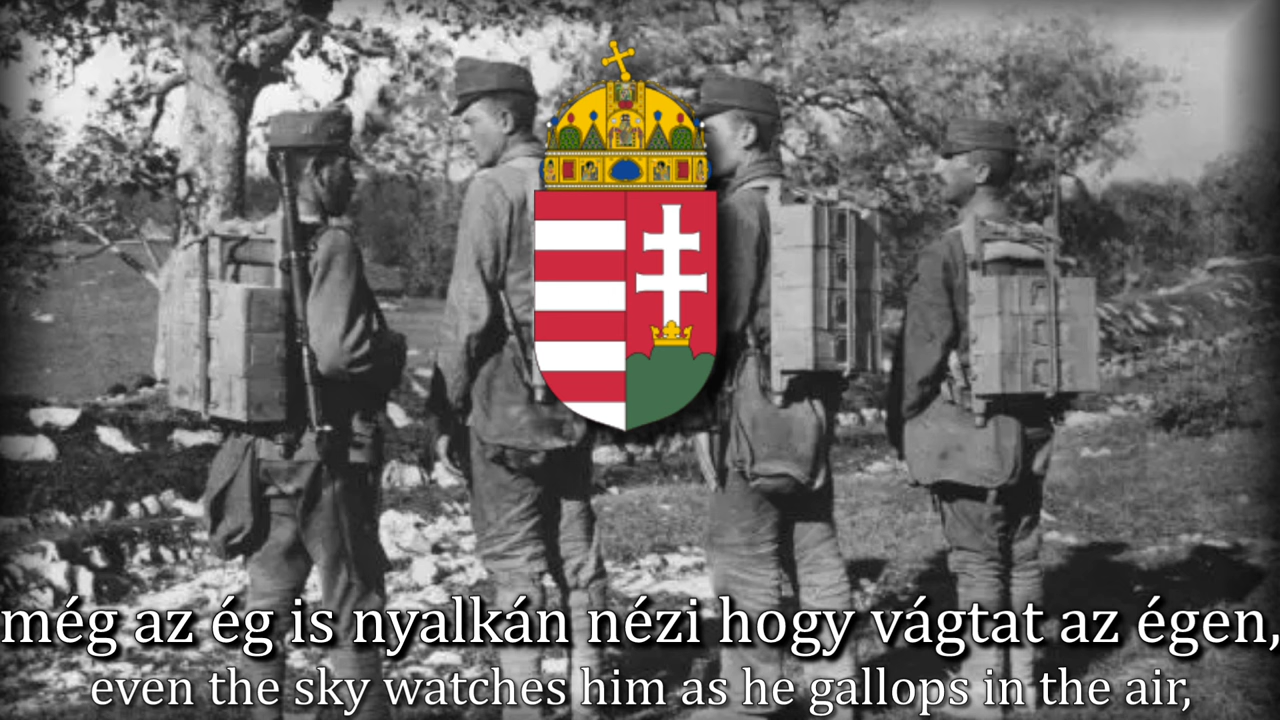 még az ég is nyalkán nézi hogy vágtat az égen,
even the sky watches him as he gallops in the air,